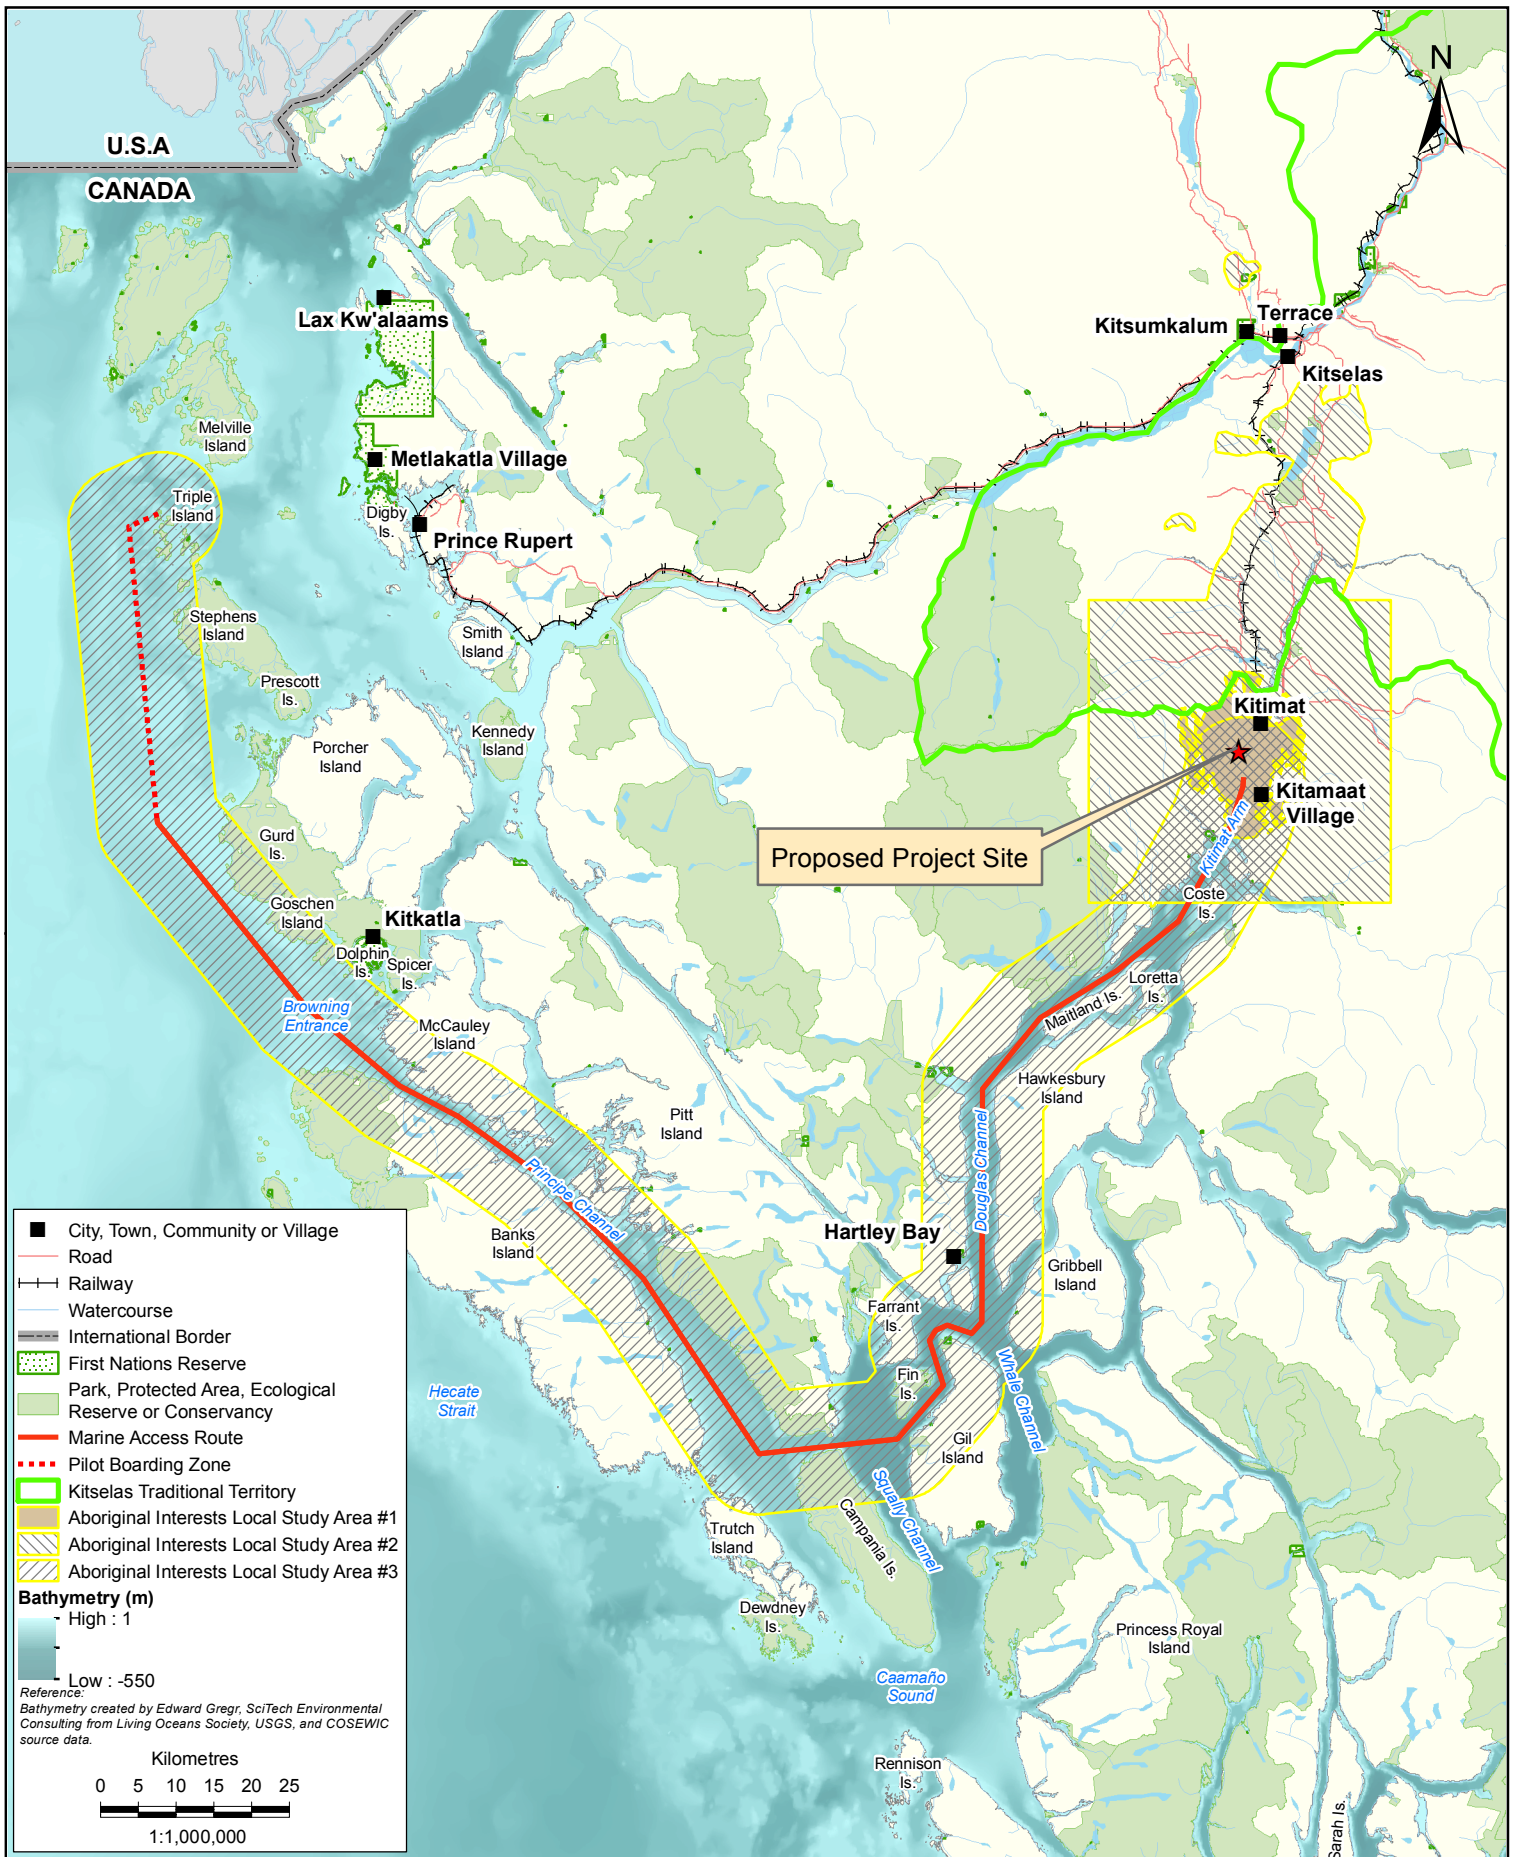 N
U.S.A
CANADA
Lax Kw'alaams
Terrace
Kitsumkalum
Kitselas
Melville
Island
Metlakatla Village
Triple
Island
Digby
Is.
Prince Rupert
Stephens
Island
Smith
Island
Prescott
Is.
Kitimat
Kennedy
Island
Porcher
Island
Kitamaat
Village
Kitimat Arm
Proposed Project Site
Gurd
Is.
Coste
Is.
Goschen
Island
Kitkatla
Dolphin
Is.
Spicer
Is.
Loretta
Is.
Maitland Is.
Browning
Entrance
McCauley
Island
Hawkesbury
Island
Pitt
Island
Douglas Channel
Principe Channel
Banks
Island
Hartley Bay
Gribbell
Island
Farrant
Is.
Fin
Is.
Whale Channel
Hecate
Strait
Gil
Island
Squally Channel
Campania Is.
Trutch
Island
Dewdney
Is.
Princess Royal
Island
Caamaño
Sound
Rennison
Is.
Sarah Is.
City, Town, Community or Village
Road
Railway
Watercourse
International Border
First Nations Reserve
Park, Protected Area, Ecological
Reserve or Conservancy
Marine Access Route
Pilot Boarding Zone
Kitselas Traditional Territory
Aboriginal Interests Local Study Area #1
Aboriginal Interests Local Study Area #2
Aboriginal Interests Local Study Area #3
Bathymetry (m)
High : 1
Low : -550
Reference:
Bathymetry created by Edward Gregr, SciTech Environmental
Consulting from Living Oceans Society, USGS, and COSEWIC
source data.
Kilometres
0 5 10 15 20 25
1:1,000,000